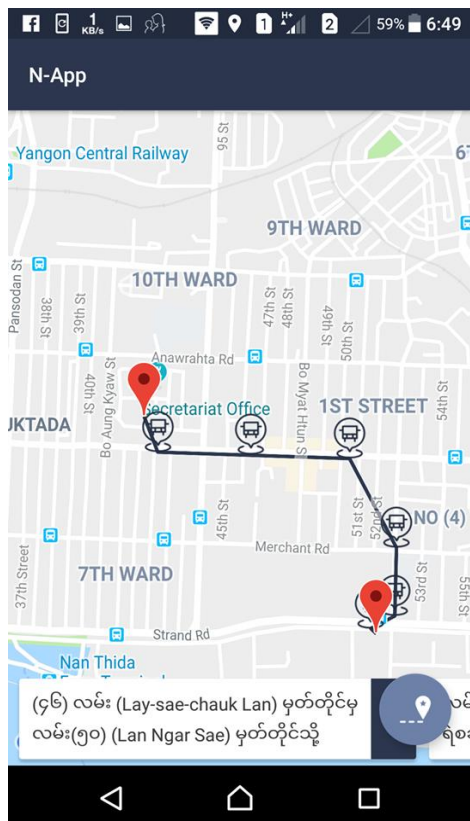 1
KB/s
1
H+
2
59%
6:49
N-App
Yangon Central Railway
95 St
9TH WARD
10TH WARD
Pansodan St
38th St
39th St
47th St
48th St
49th St
50th St
Anawrahta Rd
40th St
Bo Aung Kyaw St
Secretariat Office
Bo Myat Htun St
1ST STREET
54th St
UKTADA
45th St
51st St
52nd St
NO (4)
Merchant Rd
37th Street
7TH WARD
53rd St
55th St
Strand Rd
Nan Thida
(၄၆) လမ်း (Lay-sae-chauk Lan) မှတ်တိုင်မှ
လမ်း(၅၀) (Lan Ngar Sae) မှတ်တိုင်သို့